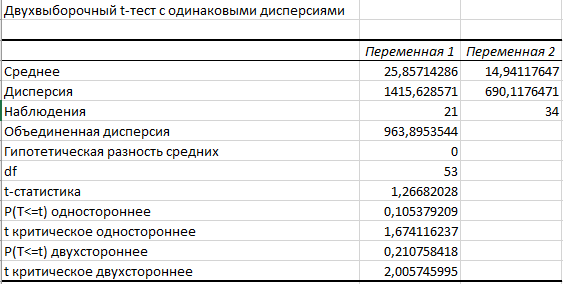 Двухвыборочный t-тест с одинаковыми дисперсиями
Переменная 1 Переменная 2
Среднее 25,85714286 14,94117647
Дисперсия 1415,628571 690,1176471
Наблюдения 21 34
Объединенная дисперсия 963,8953544
Гипотетическая разность средних 0
df 53
t-статистика 1,26682028
P(T<=t) одностороннее 0,105379209
t критическое одностороннее 1,674116237
P(T<=t) двухстороннее 0,210758418
t критическое двухстороннее 2,005745995